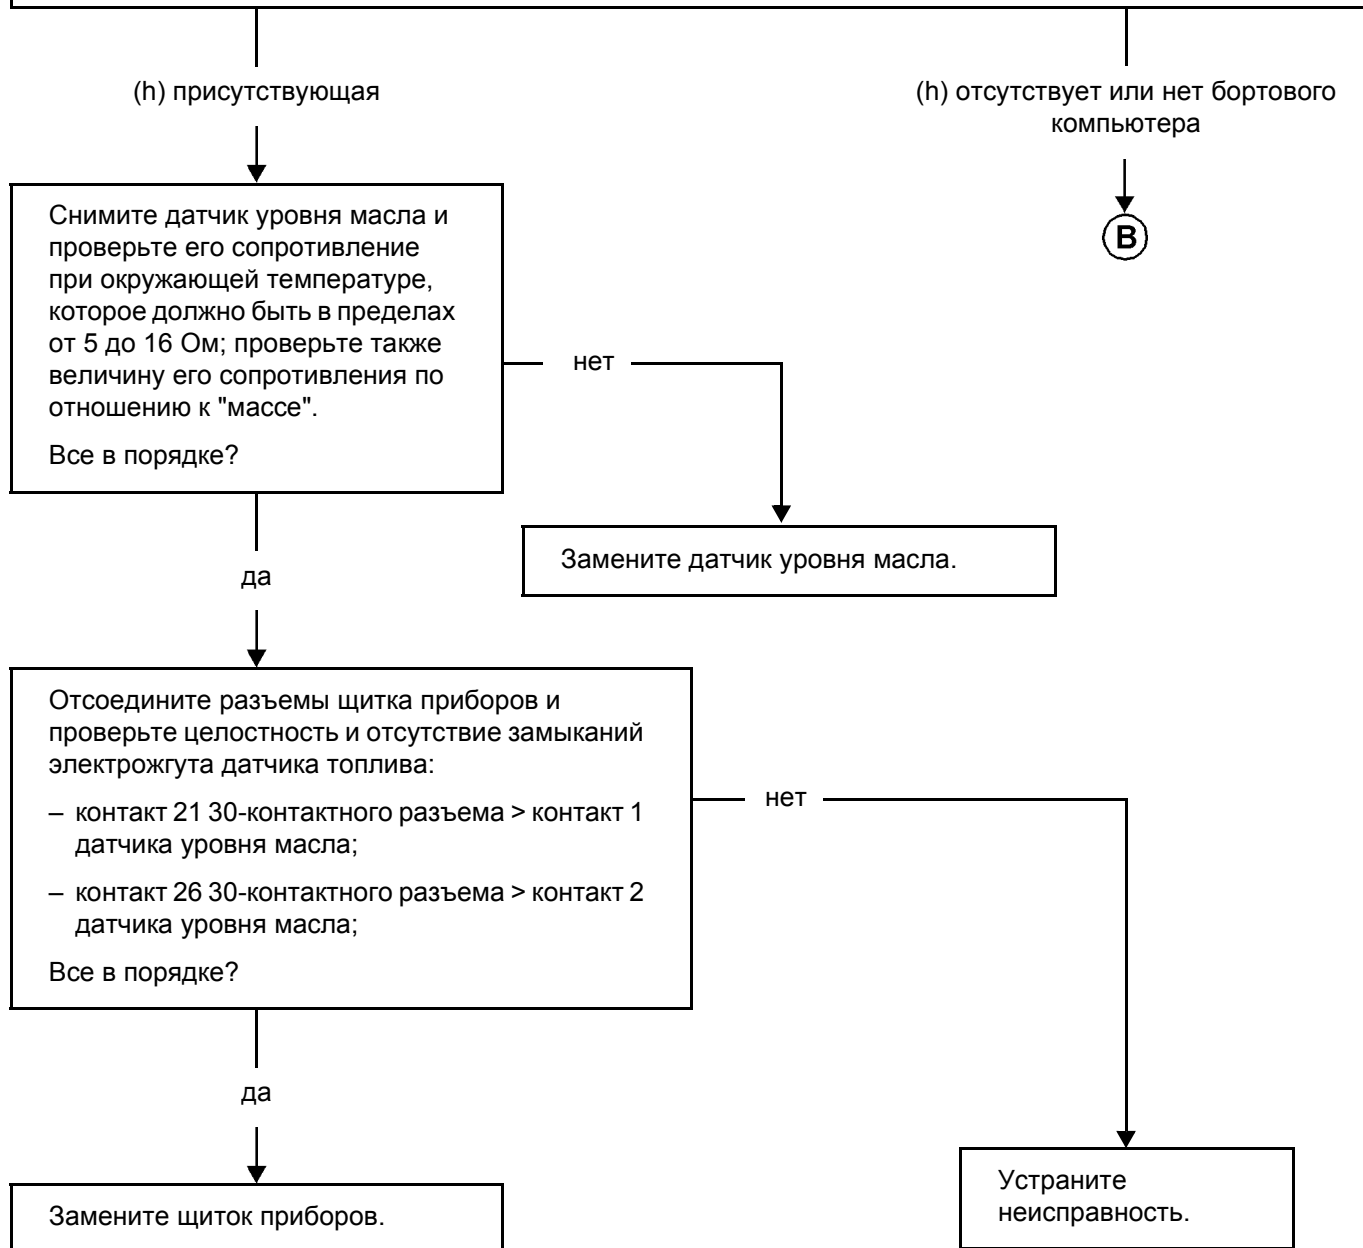 (h) присутствующая
(h) отсутствует или нет бортового
компьютера
B
Снимите датчик уровня масла и
проверьте его сопротивление
при окружающей температуре,
которое должно быть в пределах
от 5 до 16 Ом; проверьте также
величину его сопротивления по
отношению к "массе".
Все в порядке?
нет
Замените датчик уровня масла.
да
Отсоедините разъемы щитка приборов и
проверьте целостность и отсутствие замыканий
электрожгута датчика топлива:
– контакт 21 30-контактного разъема > контакт 1
датчика уровня масла;
– контакт 26 30-контактного разъема > контакт 2
датчика уровня масла;
Все в порядке?
нет
да
Устраните
неисправность.
Замените щиток приборов.